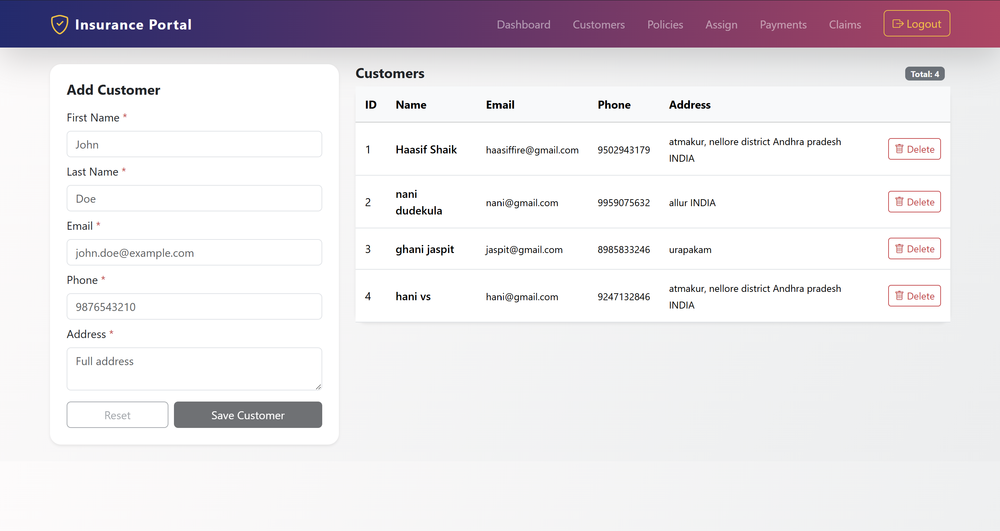 Insurance Portal
Dashboard Customers Policies Assign Payments Claims Logout
Add Customer
First Name *
John
Last Name *
Doe
Email *
john.doe@example.com
Phone *
9876543210
Address *
Full address
Reset Save Customer
Customers Total: 4
ID Name Email Phone Address
1 Haasif Shaik haasiffire@gmail.com 9502943179 atmakur, nellore district Andhra pradesh
INDIA Delete
2 nani
dudekula nani@gmail.com 9959075632 allur INDIA Delete
3 ghani jaspit jaspit@gmail.com 8985833246 urapakam Delete
4 hani vs hani@gmail.com 9247132846 atmakur, nellore district Andhra pradesh
INDIA Delete